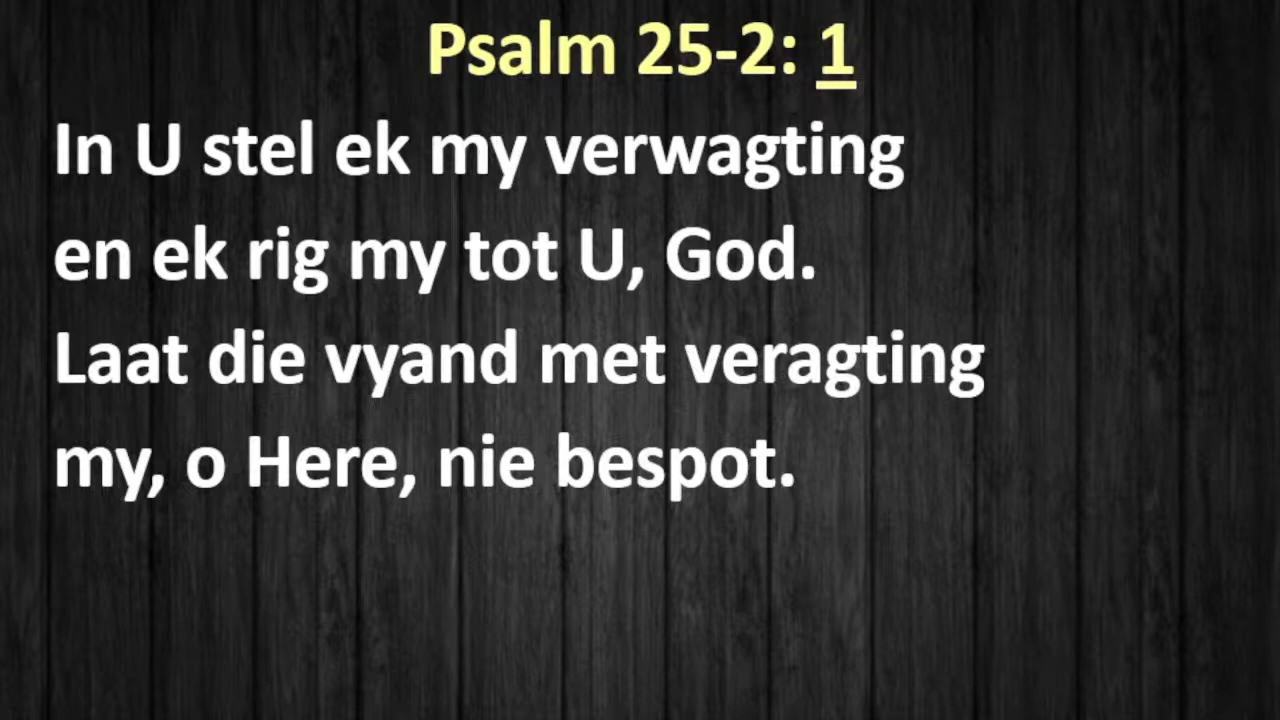 Psalm 25-2: 1
In U stel ek my verwagting
en ek rig my tot U, God.
Laat die vyand met veragting
my, o Here, nie bespot.